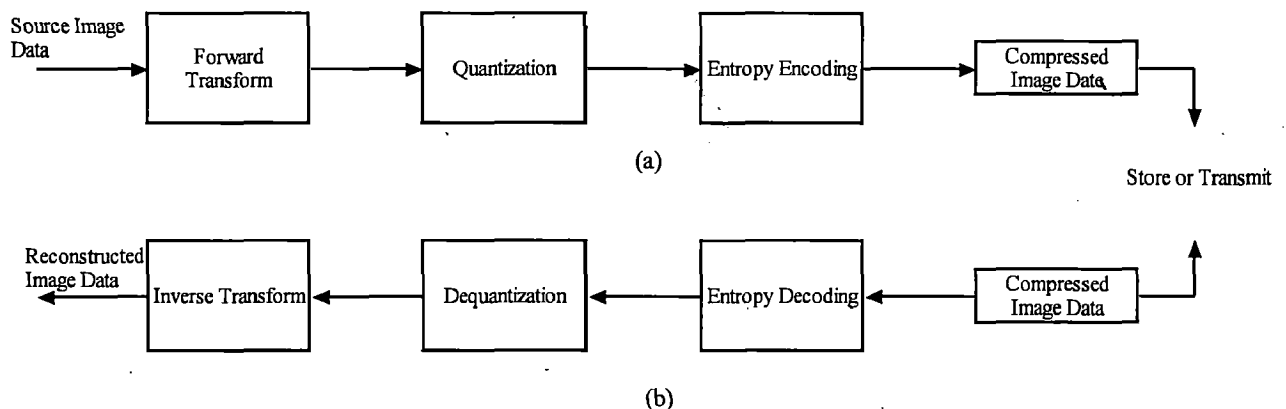 Source Image
Data
Forward
Transform
Quantization
Entropy Encoding
Compressed
Image Data
(a)
Store or Transmit
Reconstructed
Image Data
Inverse Transform
Dequantization
Entropy Decoding
Compressed
Image Data
(b)